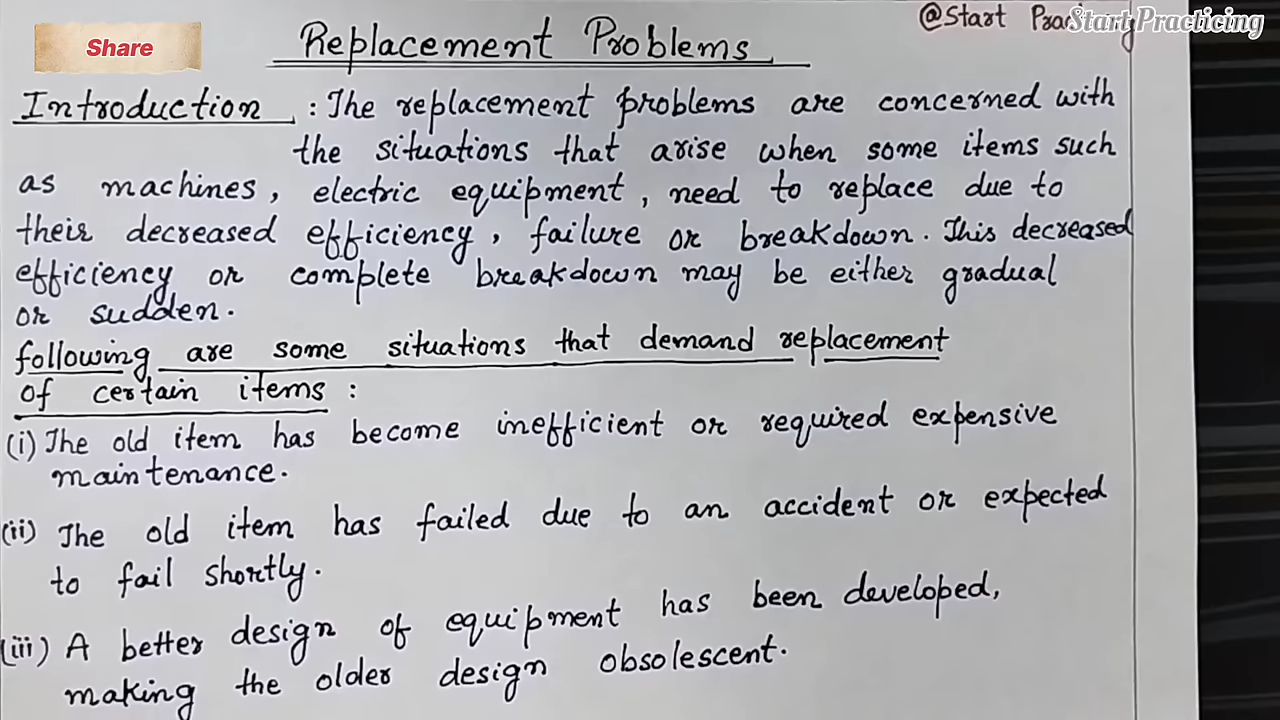 Share
@Start Practicing
Start Practicing
Replacement Problems
Introduction : The replacement problems are concerned with
the situations that arise when some items such
as machines, electric equipment, need to replace due to
their decreased efficiency, failure or breakdown. This decreased
efficiency or complete breakdown may be either gradual
or sudden.
following are some situations that demand replacement
of certain items :
(i) The old item has become inefficient or required expensive
maintenance.
(ii) The old item has failed due to an accident or expected
to fail shortly.
(iii) A better design of equipment has been developed,
making the older design obsolescent.